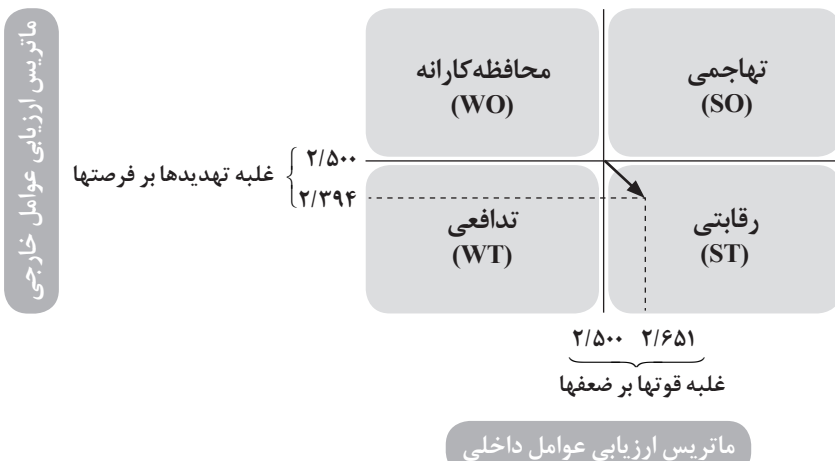 ماتریس ارزیابی عوامل خارجی
تهاجمی
(SO)
محافظه‌کارانه
(WO)
۲/۵۰۰
غلبه تهدیدها بر فرصتها
۲/۳۹۴
رقابتی
(ST)
تدافعی
(WT)
۲/۵۰۰ ۲/۶۵۱
غلبه قوتها بر ضعفها
ماتریس ارزیابی عوامل داخلی